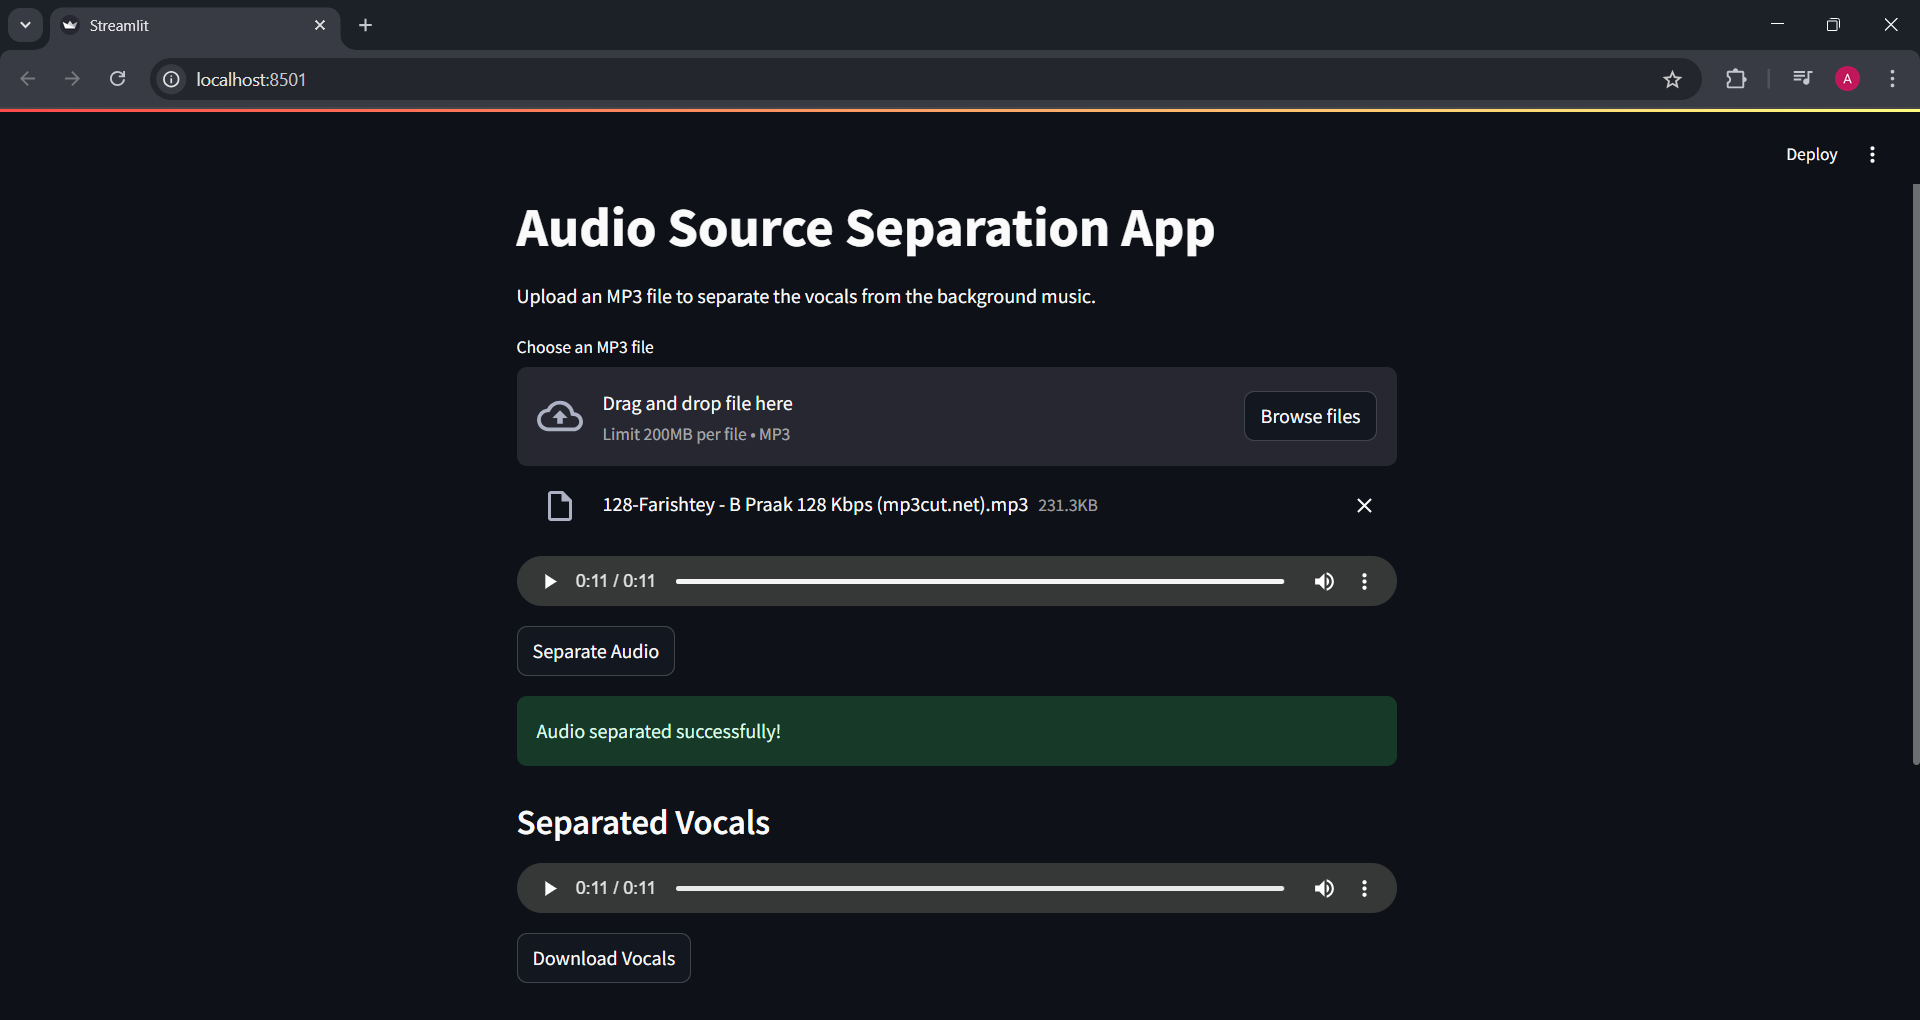 Streamlit
localhost:8501
A
Deploy
Audio Source Separation App
Upload an MP3 file to separate the vocals from the background music.
Choose an MP3 file
Drag and drop file here
Limit 200MB per file • MP3
Browse files
128-Farishtey - B Praak 128 Kbps (mp3cut.net).mp3 231.3KB
0:11 / 0:11
Separate Audio
Audio separated successfully!
Separated Vocals
0:11 / 0:11
Download Vocals